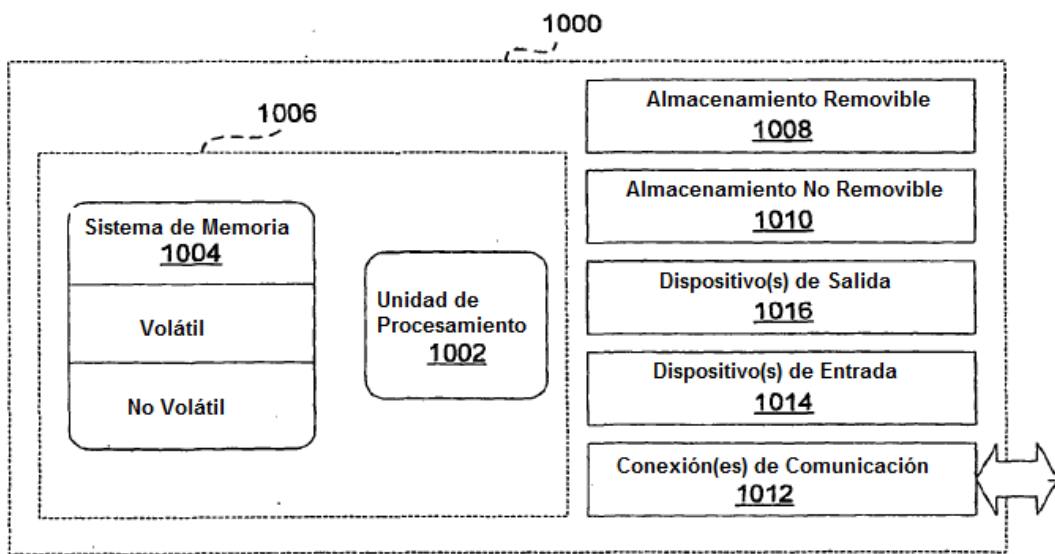 1000
1006
Sistema de Memoria
1004
Volátil
No Volátil
Unidad de
Procesamiento
1002
Almacenamiento Removible
1008
Almacenamiento No Removible
1010
Dispositivo(s) de Salida
1016
Dispositivo(s) de Entrada
1014
Conexión(es) de Comunicación
1012